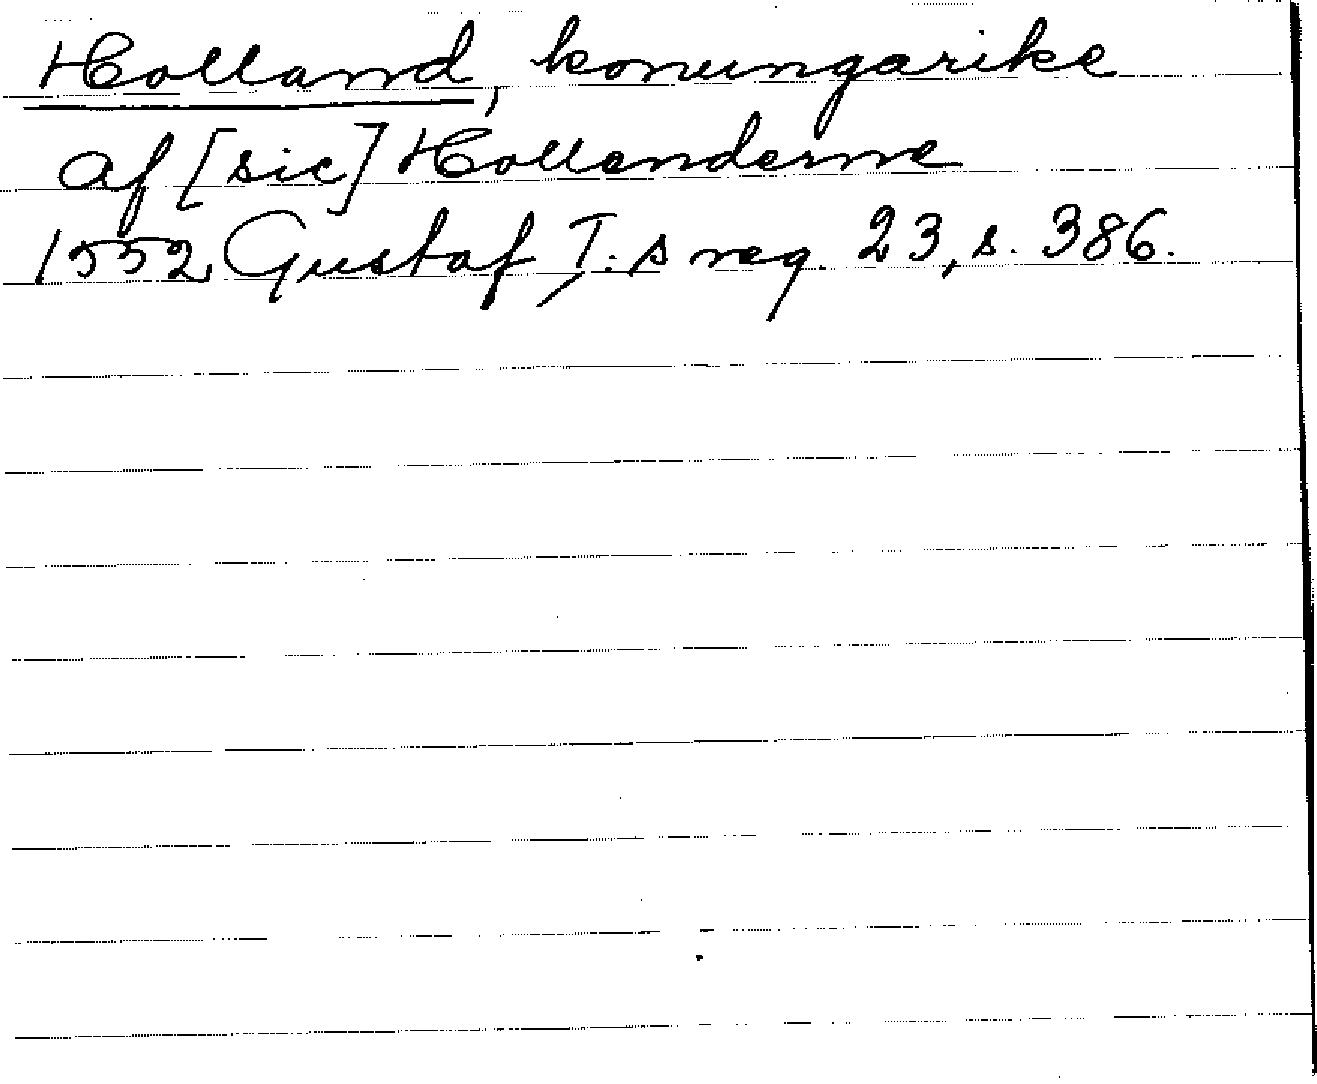 Holland, konungarike
af [sic] Hollenderne
1552 Gustaf I:s reg. 23, s. 386.